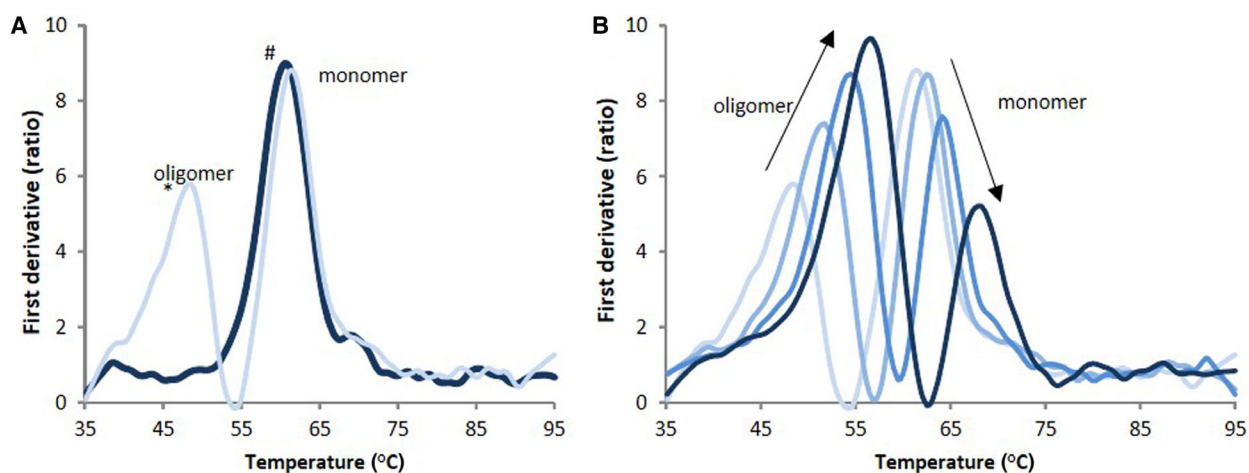 A
First derivative (ratio)
10
8
6
4
2
0
#
monomer
oligomer
*
35 45 55 65 75 85 95
Temperature (ºC)
B
First derivative (ratio)
10
8
6
4
2
0
oligomer
monomer
35 45 55 65 75 85 95
Temperature (ºC)